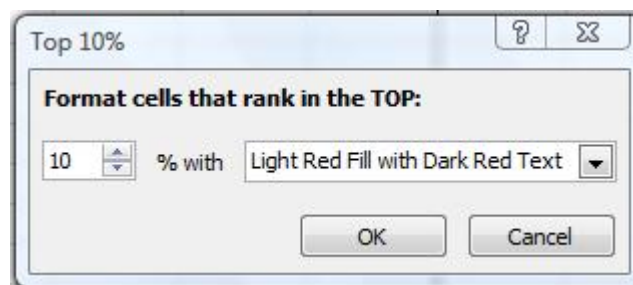 Top 10%
Format cells that rank in the TOP:
10 % with Light Red Fill with Dark Red Text
OK Cancel